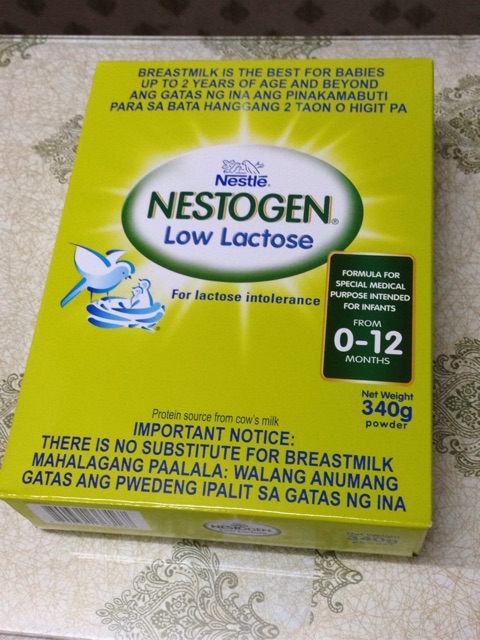 BREASTMILK IS THE BEST FOR BABIES
UP TO 2 YEARS OF AGE AND BEYOND
ANG GATAS NG INA ANG PINAKAMABUTI
PARA SA BATA HANGGANG 2 TAON O HIGIT PA
Nestlé®
NESTOGEN®
Low Lactose
For lactose intolerance
FORMULA FOR
SPECIAL MEDICAL
PURPOSE INTENDED
FOR INFANTS
FROM
0-12
MONTHS
Net Weight
340g
powder
Protein source from cow's milk
IMPORTANT NOTICE:
THERE IS NO SUBSTITUTE FOR BREASTMILK
MAHALAGANG PAALALA: WALANG ANUMANG
GATAS ANG PWEDENG IPALIT SA GATAS NG INA
NESTOGEN
340g